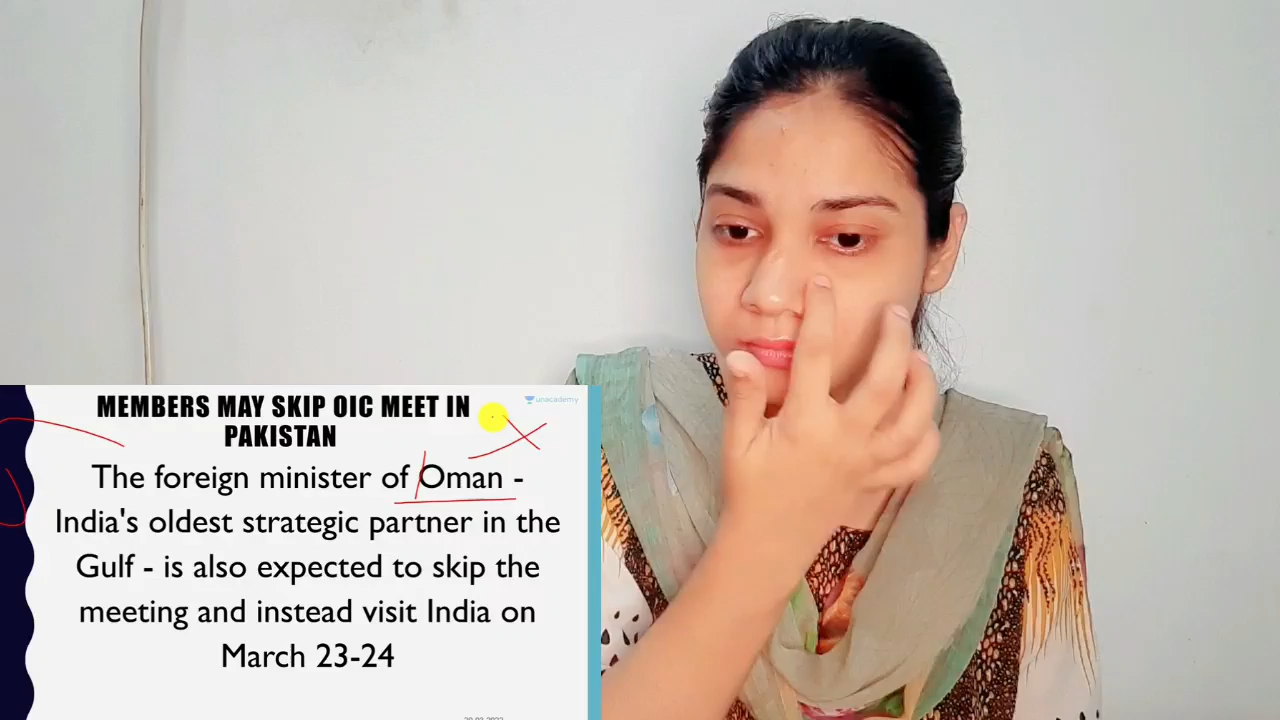 MEMBERS MAY SKIP OIC MEET IN
PAKISTAN
unacademy
The foreign minister of Oman -
India's oldest strategic partner in the
Gulf - is also expected to skip the
meeting and instead visit India on
March 23-24